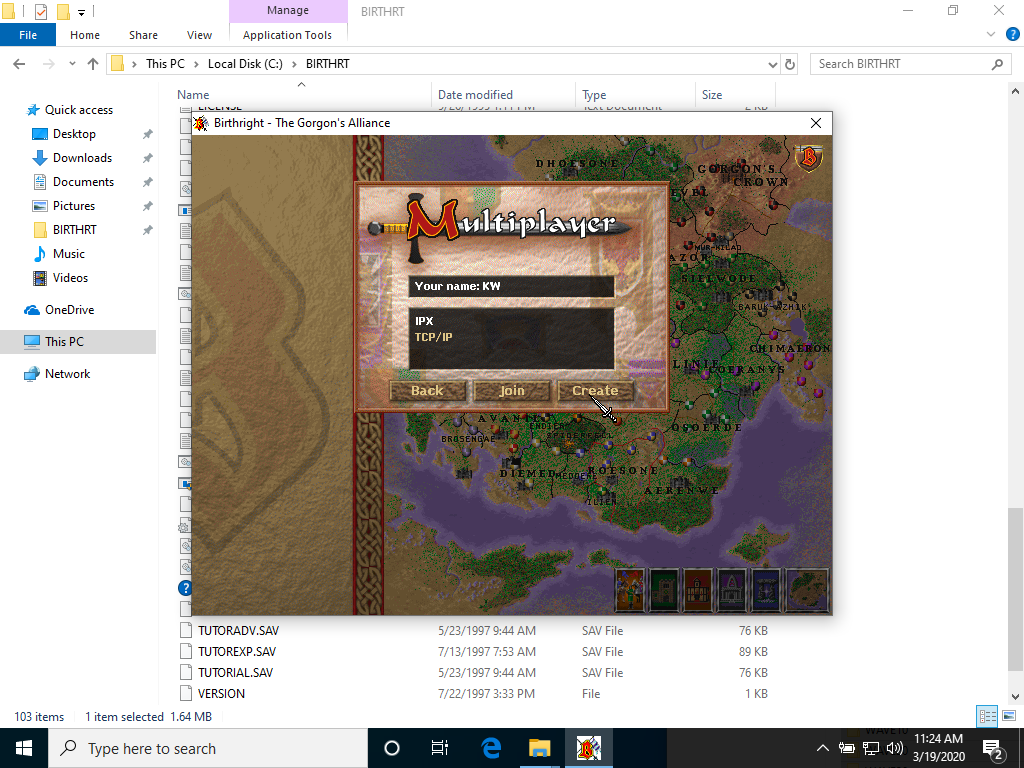 Manage
BIRTHRT
File
Home
Share
View
Application Tools
This PC
Local Disk (C:)
BIRTHRT
Search BIRTHRT
Name
Date modified
Type
Size
Quick access
Desktop
Downloads
Documents
Pictures
BIRTHRT
Music
Videos
OneDrive
This PC
Network
Birthright - The Gorgon's Alliance
DHOESONE
GORGON'S
CROWN
MUR-KILAD
SIELWODE
BARUK-AZHIK
CHIMAERON
COERANYS
Multiplayer
Your name: KW
IPX
TCP/IP
Back
Join
Create
AVANIL
ENDIER
BROSENGAE
SPIDERFELL
OSOERDE
DIEMED
MEDOERE
ROESONE
AERENWE
ILIEN
TUTORADV.SAV 5/23/1997 9:44 AM SAV File 76 KB
TUTOREXP.SAV 7/13/1997 7:53 AM SAV File 89 KB
TUTORIAL.SAV 5/23/1997 9:44 AM SAV File 76 KB
VERSION 7/22/1997 3:33 PM File 1 KB
103 items 1 item selected 1.64 MB
Type here to search
11:24 AM
3/19/2020
2